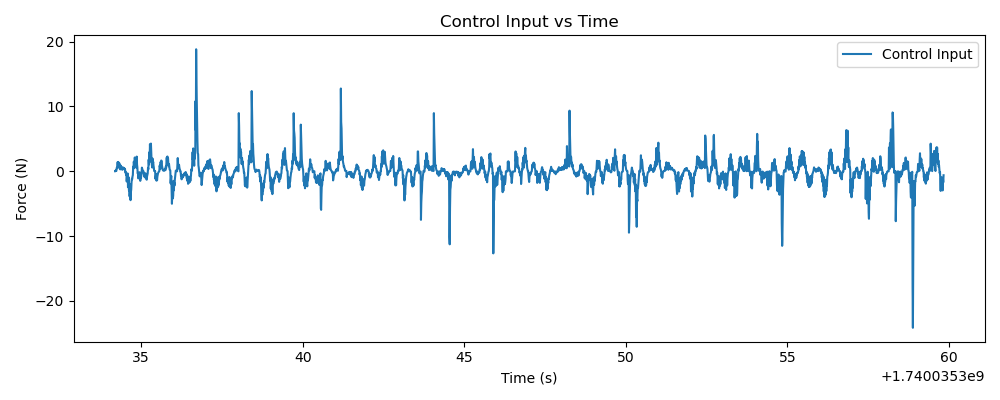 Control Input vs Time
Control Input
Force (N)
20
10
0
−10
−20
35
40
45
50
55
60
+1.7400353e9
Time (s)